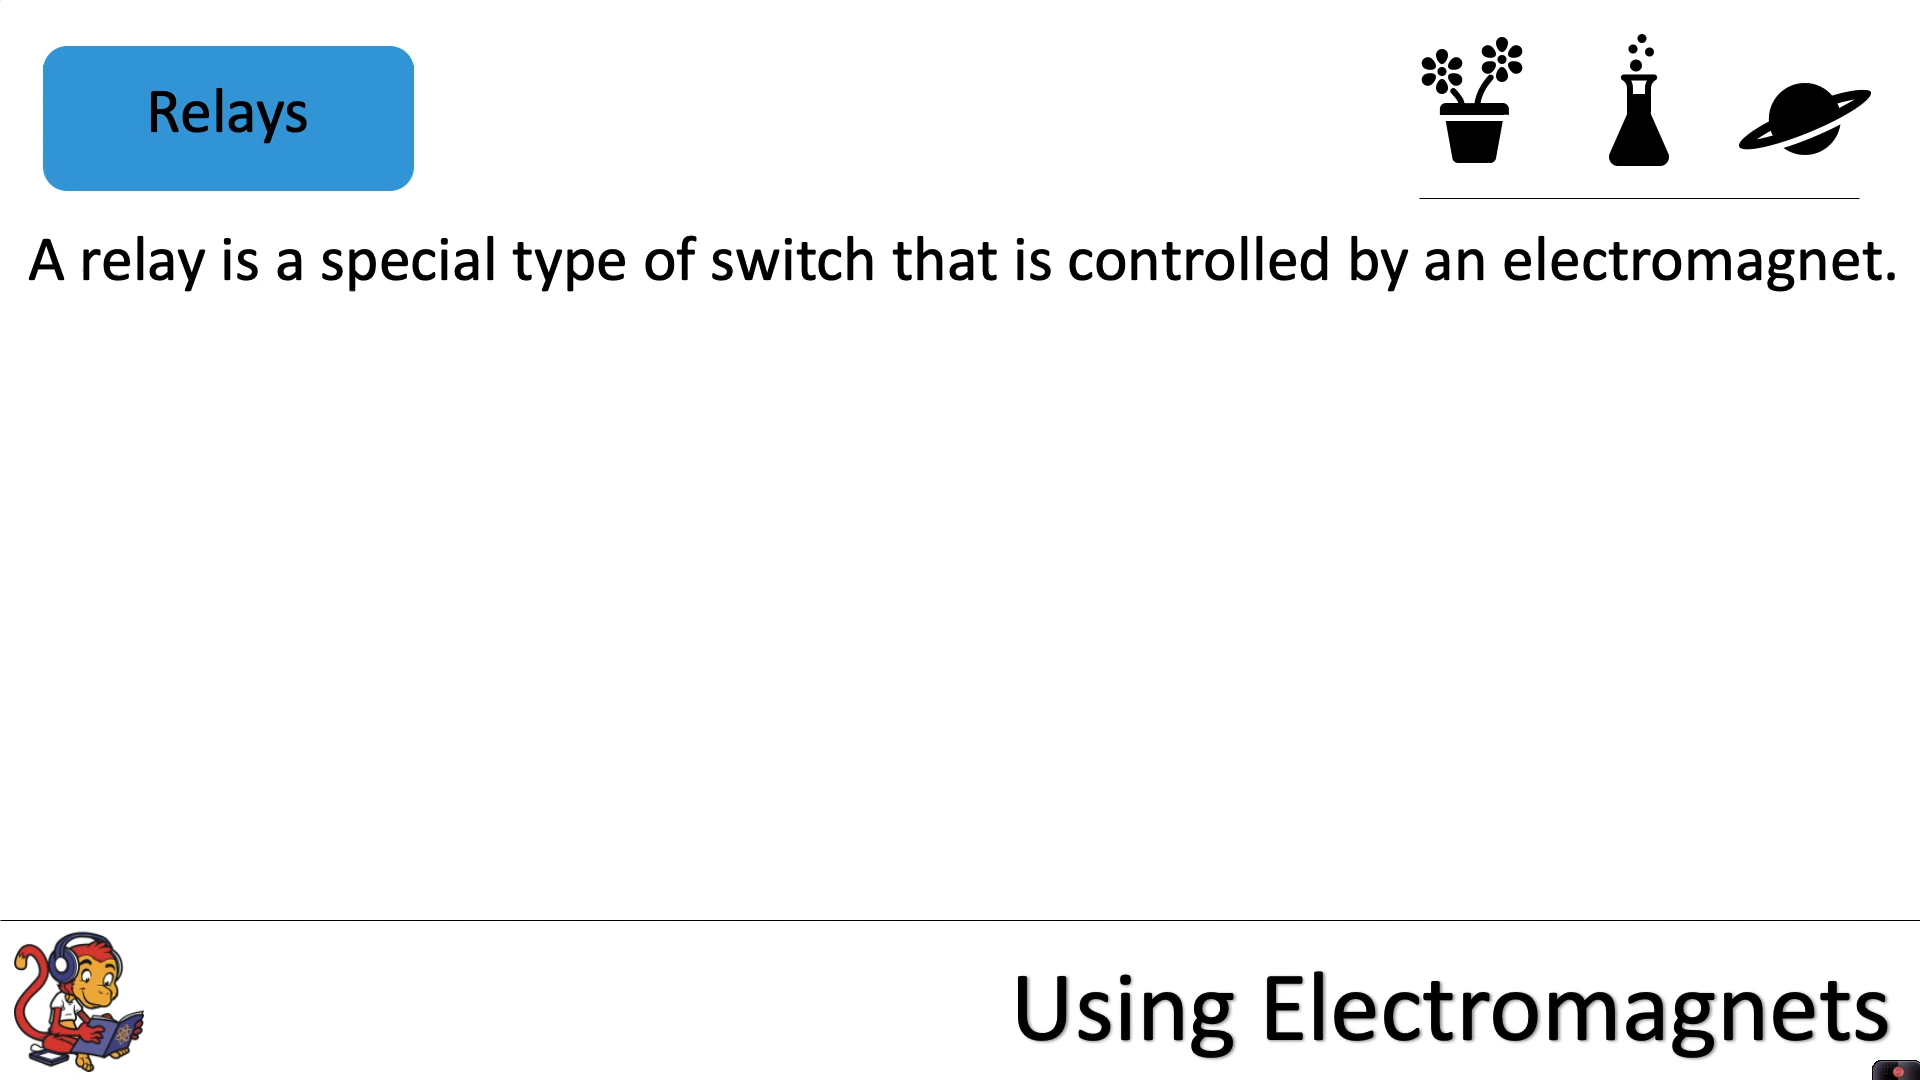 Relays
A relay is a special type of switch that is controlled by an electromagnet.
Using Electromagnets